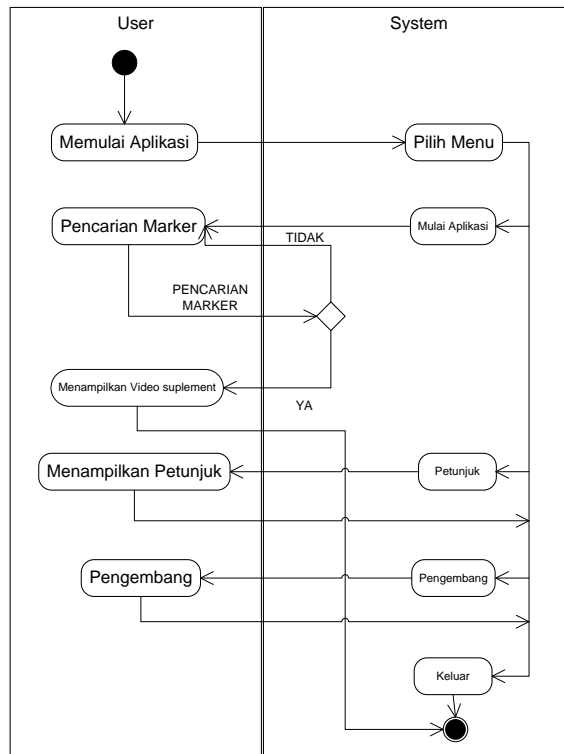 User
System
Memulai Aplikasi
Pilih Menu
Pencarian Marker
Mulai Aplikasi
TIDAK
PENCARIAN
MARKER
Menampilkan Video suplement
YA
Menampilkan Petunjuk
Petunjuk
Pengembang
Pengembang
Keluar